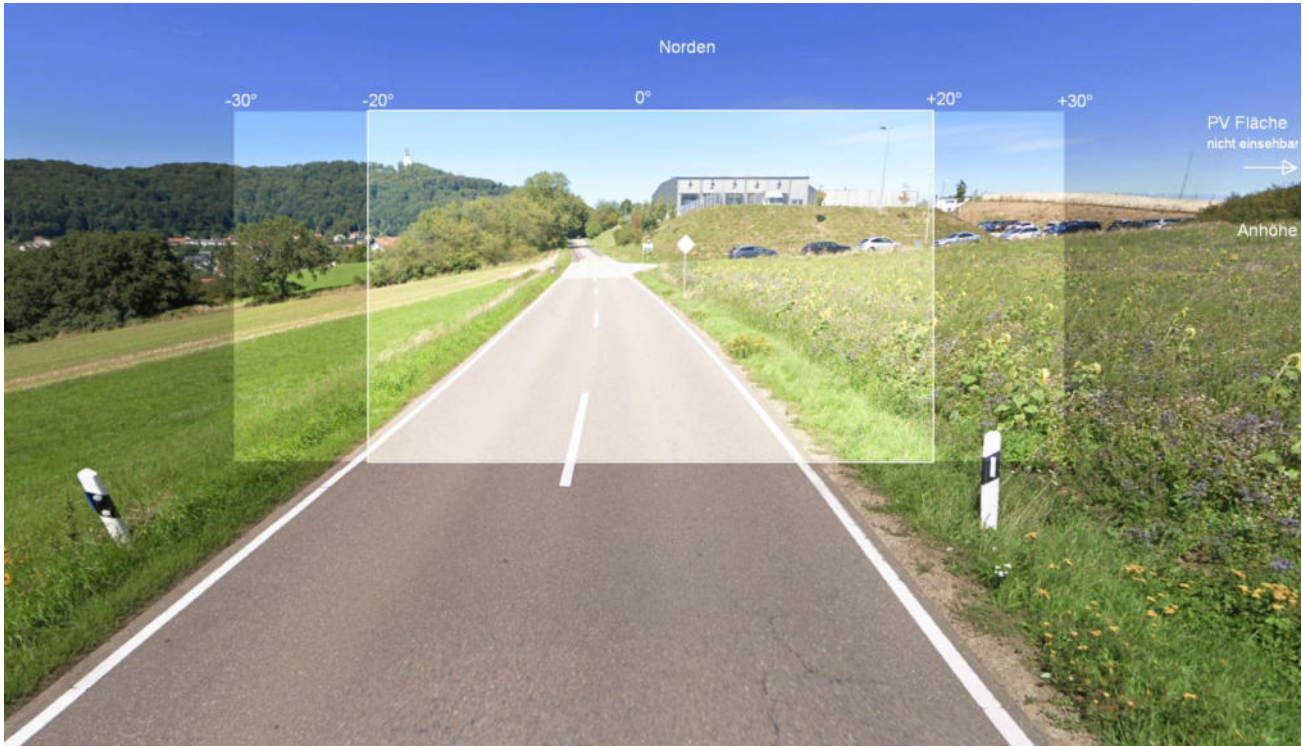 Norden
-30°
-20°
0°
+20°
+30°
PV Fläche
nicht einsehbar
Anhöhe